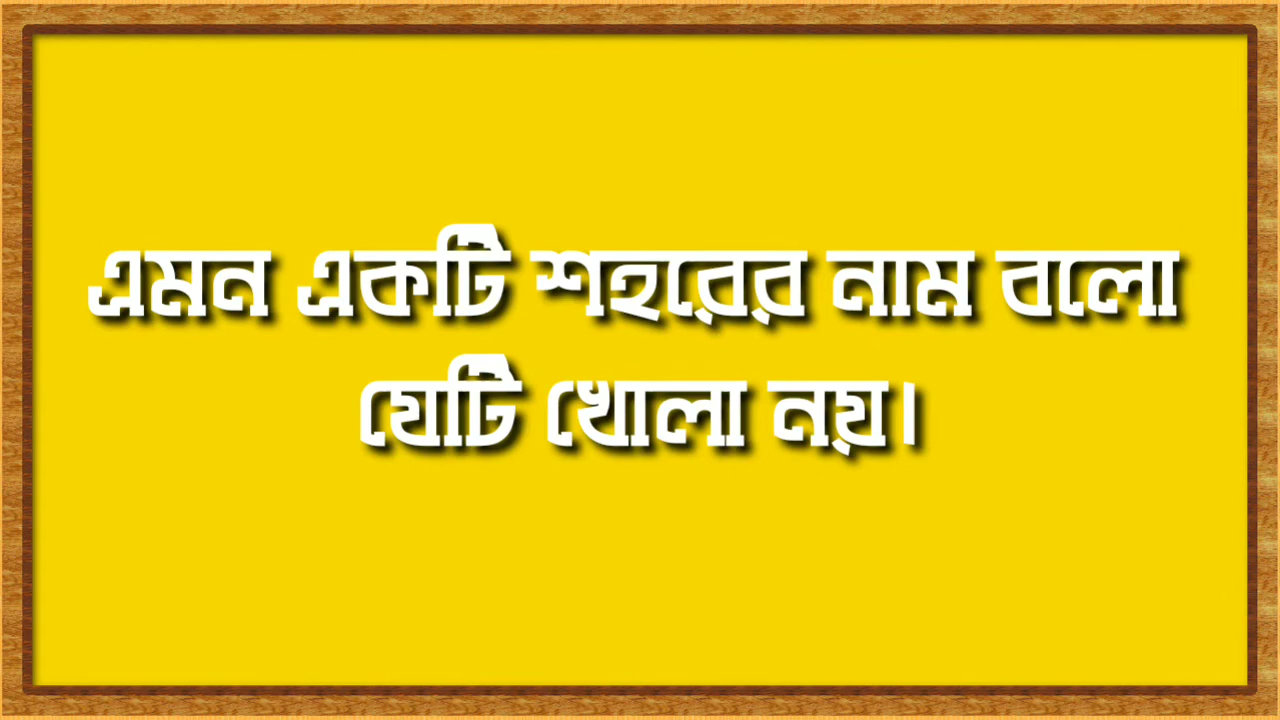 এমন একটি শহরের নাম বলো
যেটি খোলা নয়।